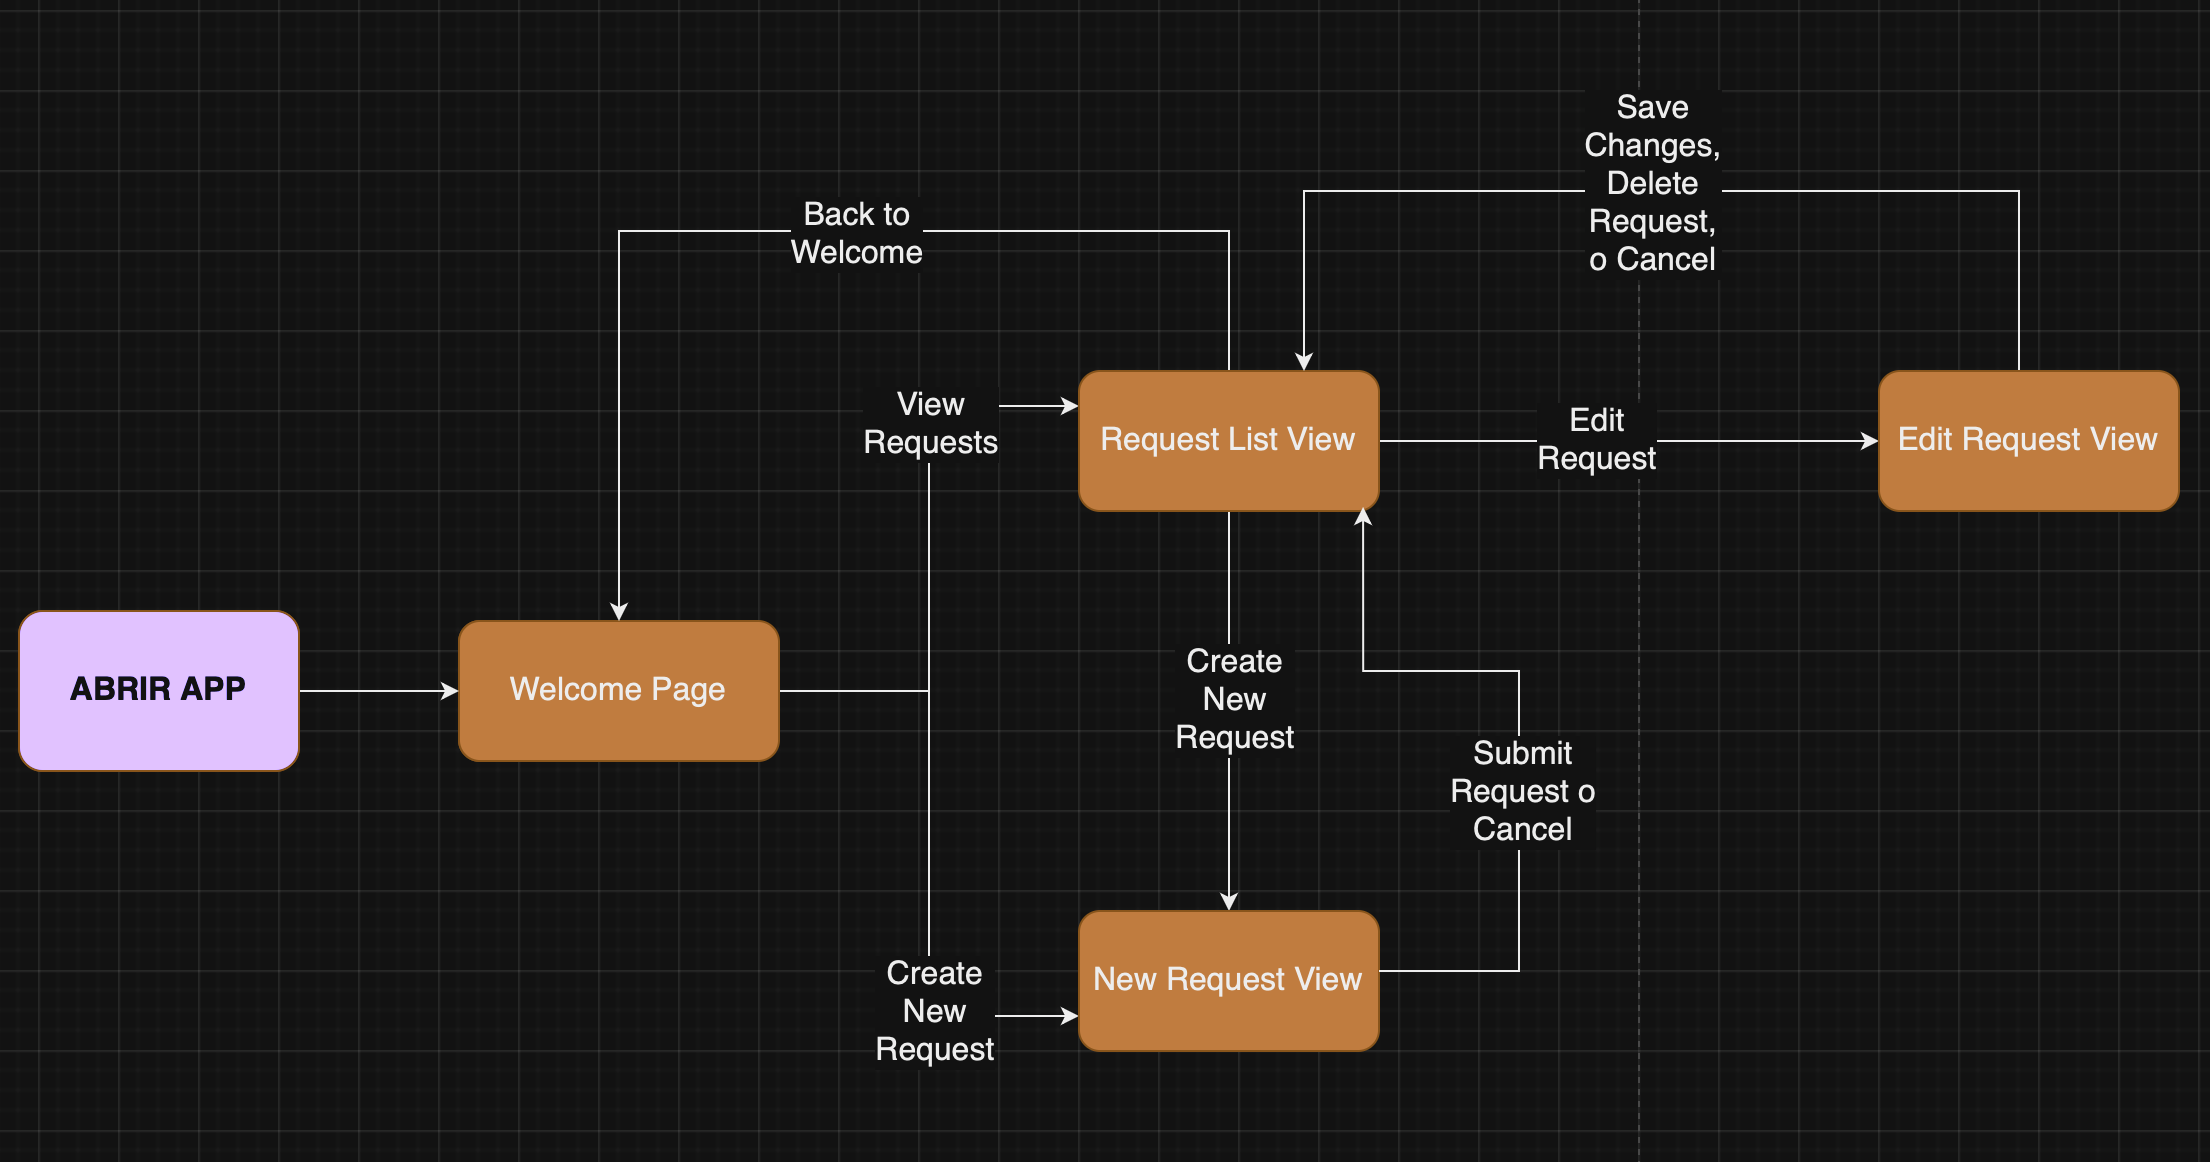 Save
Changes,
Delete
Request,
o Cancel
Back to
Welcome
View
Requests
Request List View
Edit
Request
Edit Request View
ABRIR APP
Welcome Page
Create
New
Request
Submit
Request o
Cancel
Create
New
Request
New Request View